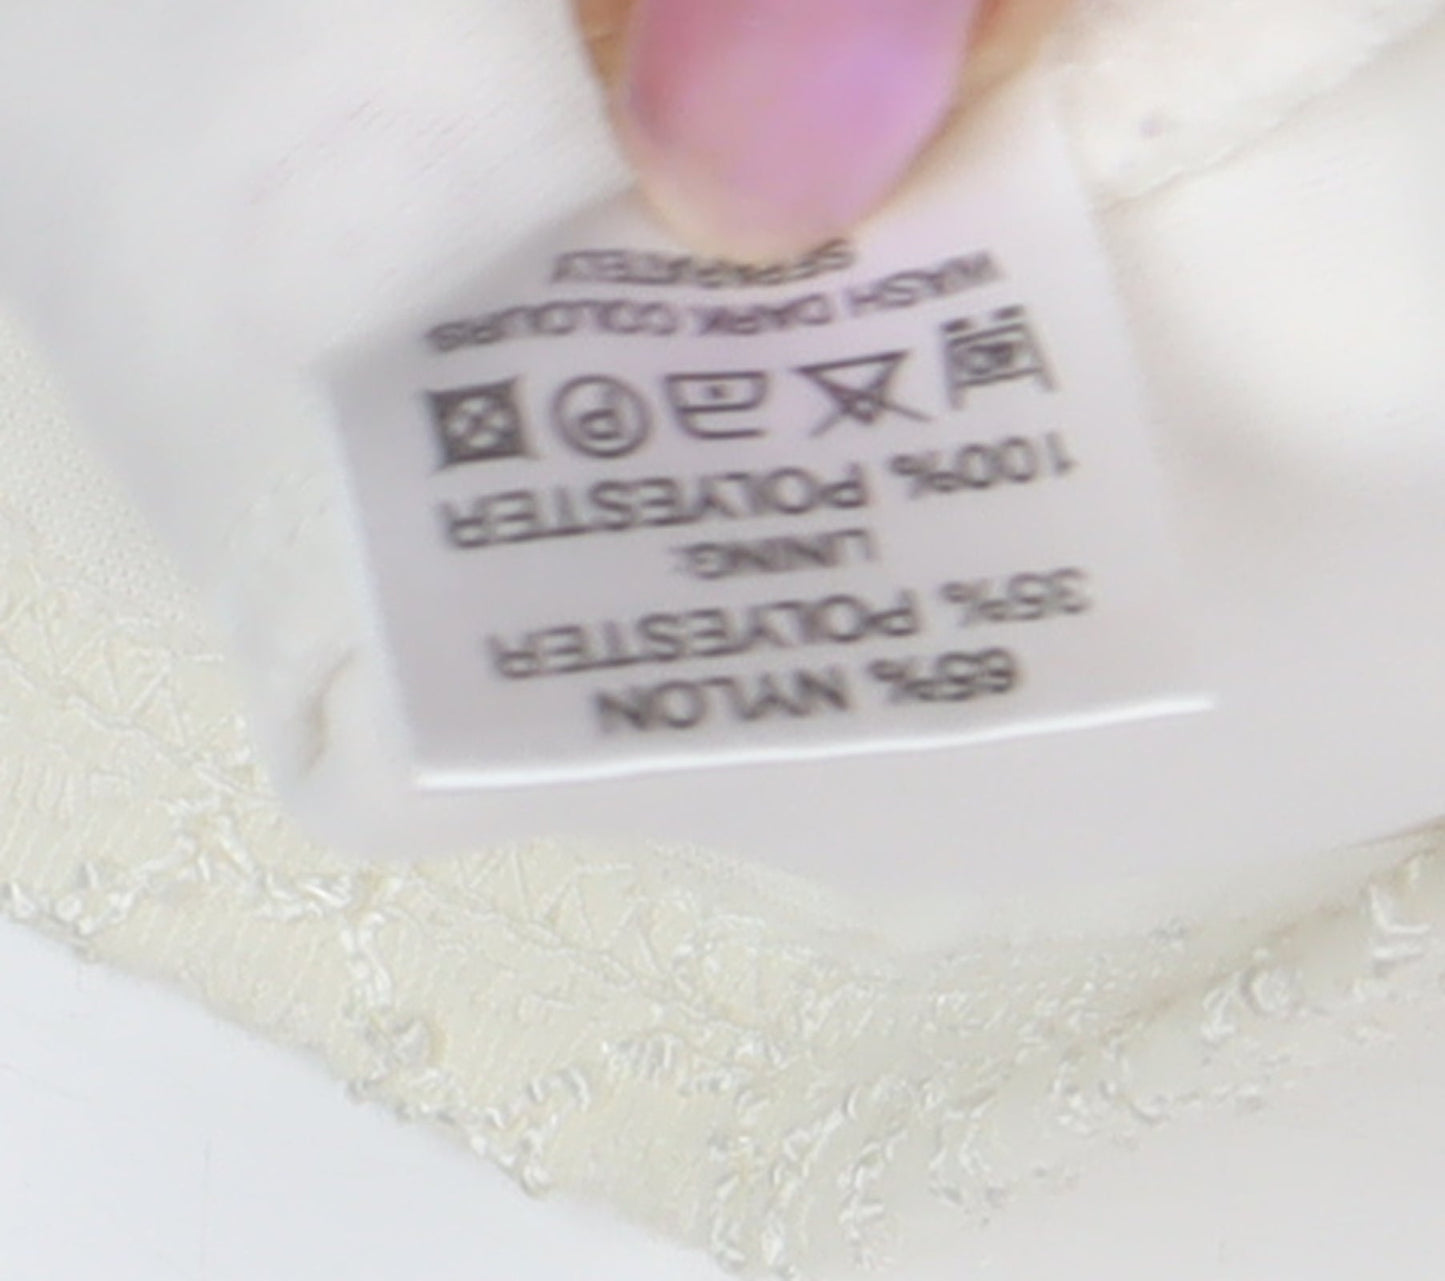 65% NYLON
35% POLYESTER
LINING:
100% POLYESTER
P
WASH DARK COLOURS
SEPARATELY